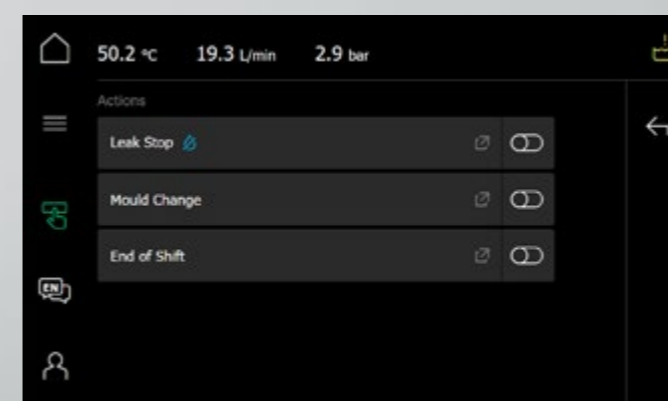 50.2 °C 19.3 L/min 2.9 bar
Actions
Leak Stop
Mould Change
End of Shift
EN